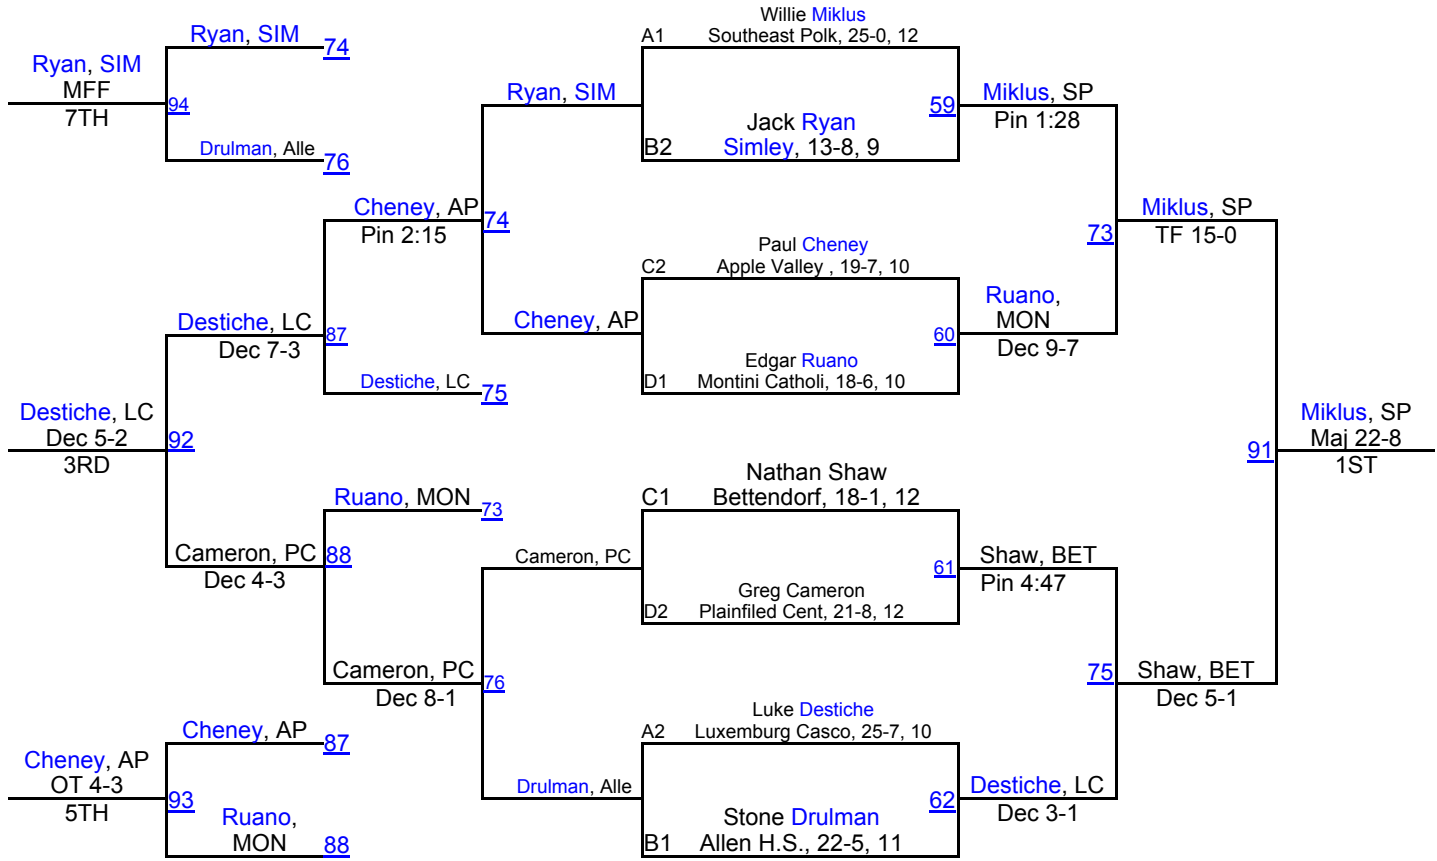 Willie Miklus
Southeast Polk, 25-0, 12
A1
Ryan, SIM
74
Ryan, SIM
MFF
7TH
94
Drulman, Alle
76
Ryan, SIM
59
Miklus, SP
Pin 1:28
Jack Ryan
Simley, 13-8, 9
B2
Cheney, AP
Pin 2:15
74
Miklus, SP
TF 15-0
73
Paul Cheney
Apple Valley , 19-7, 10
C2
Destiche, LC
Dec 7-3
87
Cheney, AP
60
Ruano,
MON
Dec 9-7
Edgar Ruano
Montini Catholi, 18-6, 10
D1
Destiche, LC
75
Destiche, LC
Dec 5-2
3RD
92
91
Miklus, SP
Maj 22-8
1ST
Nathan Shaw
Bettendorf, 18-1, 12
C1
Ruano, MON
73
Cameron, PC
Dec 4-3
88
Cameron, PC
61
Shaw, BET
Pin 4:47
Greg Cameron
Plainfiled Cent, 21-8, 12
D2
Cameron, PC
Dec 8-1
76
75
Shaw, BET
Dec 5-1
Luke Destiche
Luxemburg Casco, 25-7, 10
A2
Cheney, AP
87
Cheney, AP
OT 4-3
5TH
93
Ruano,
MON
88
Drulman, Alle
62
Destiche, LC
Dec 3-1
Stone Drulman
Allen H.S., 22-5, 11
B1